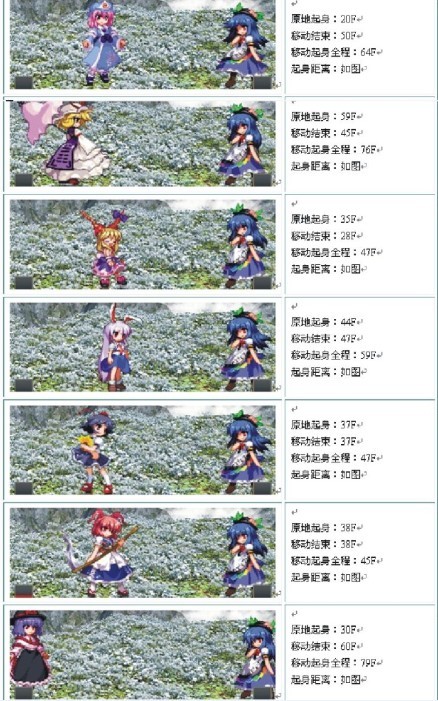 原地起身：20F
移动结束：50F
移动起身全程：64F
起身距离：如图
原地起身：59F
移动结束：45F
移动起身全程：76F
起身距离：如图
原地起身：35F
移动结束：28F
移动起身全程：47F
起身距离：如图
原地起身：44F
移动结束：47F
移动起身全程：59F
起身距离：如图
原地起身：37F
移动结束：37F
移动起身全程：47F
起身距离：如图
原地起身：38F
移动结束：38F
移动起身全程：45F
起身距离：如图
原地起身：30F
移动结束：60F
移动起身全程：79F
起身距离：如图